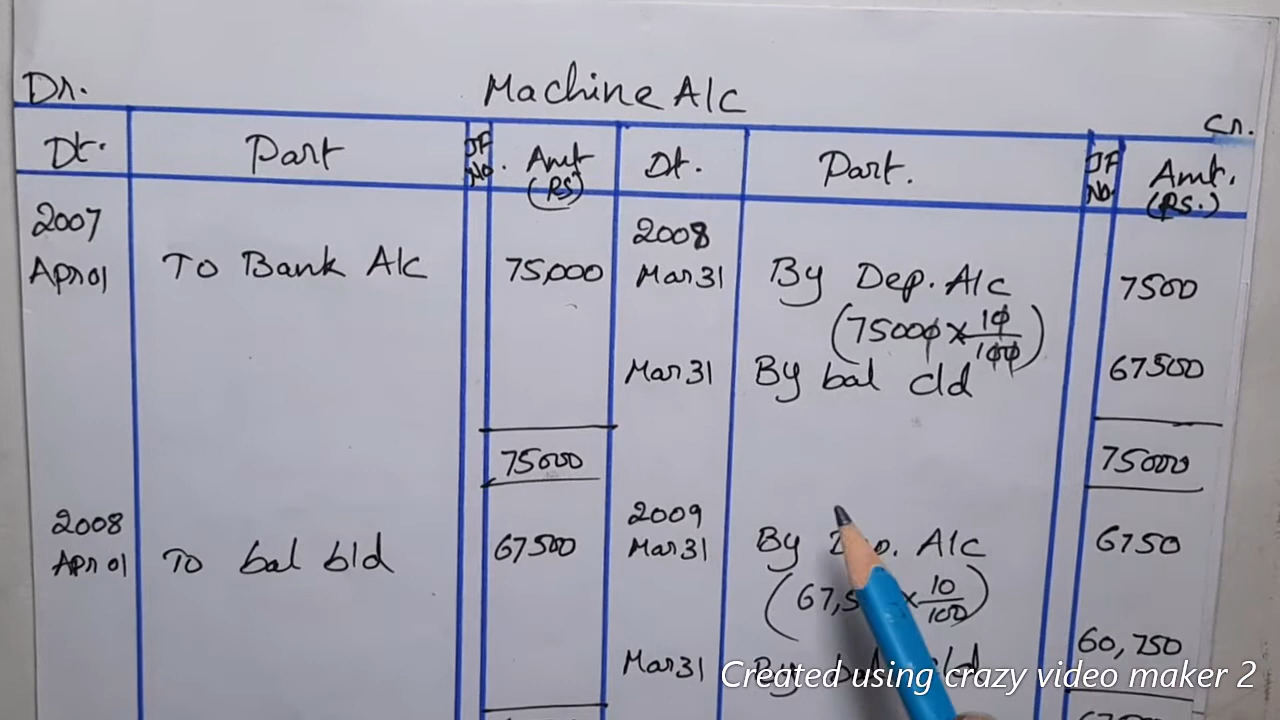 Dr. Machine A/c Cr.
Dt. Part JF No. Amt (RS) Dt. Part. JF No. Amt. (RS.)
2007 2008
Apr 01 To Bank A/c 75,000 Mar 31 By Dep. A/c 7500
(75000 x 10/100)
Mar 31 By bal c/d 67500
75000 75000
2008 2009
Apr 01 To bal b/d 67500 Mar 31 By A/c 6750
x 10/100)
Mar 31 By 60,750
Created using crazy video maker 2